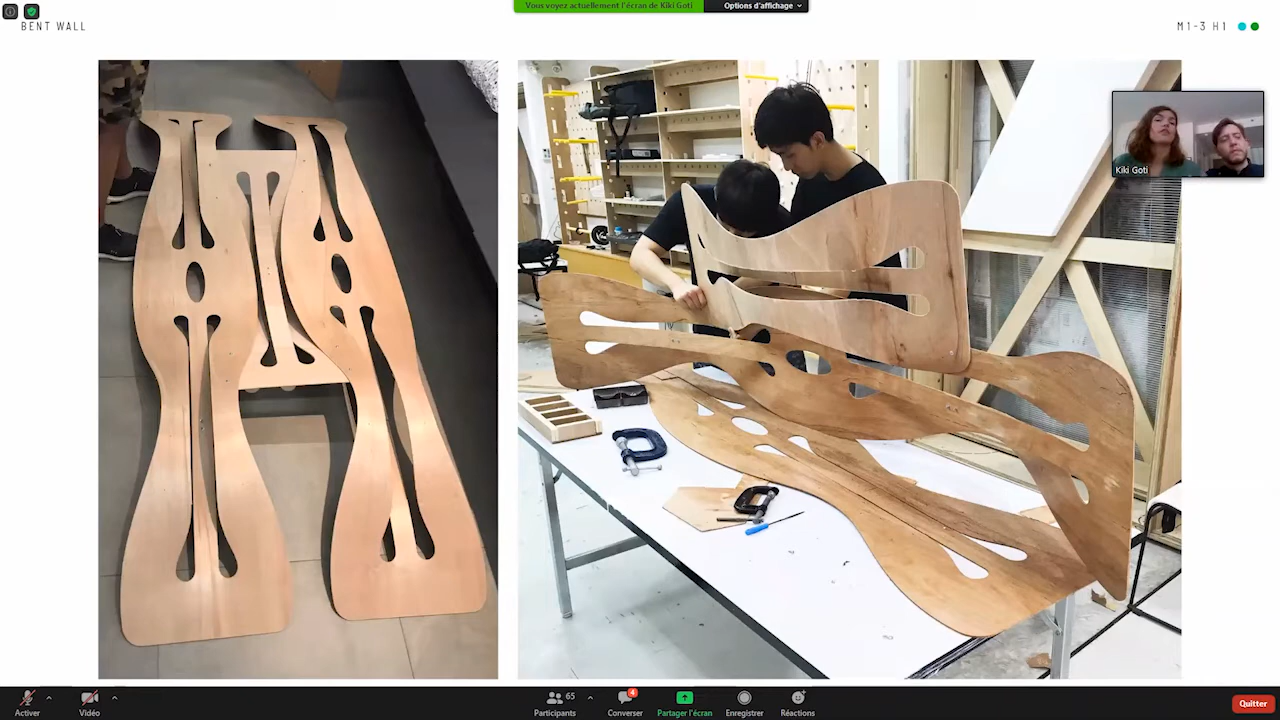 Vous voyez actuellement l'écran de Kiki Goti
Options d'affichage
BENT WALL
M1-3 H1
Kiki Goti
Activer
Vidéo
Participants
65
Converser
4
Partager l'écran
Enregistrer
Réactions
Quitter